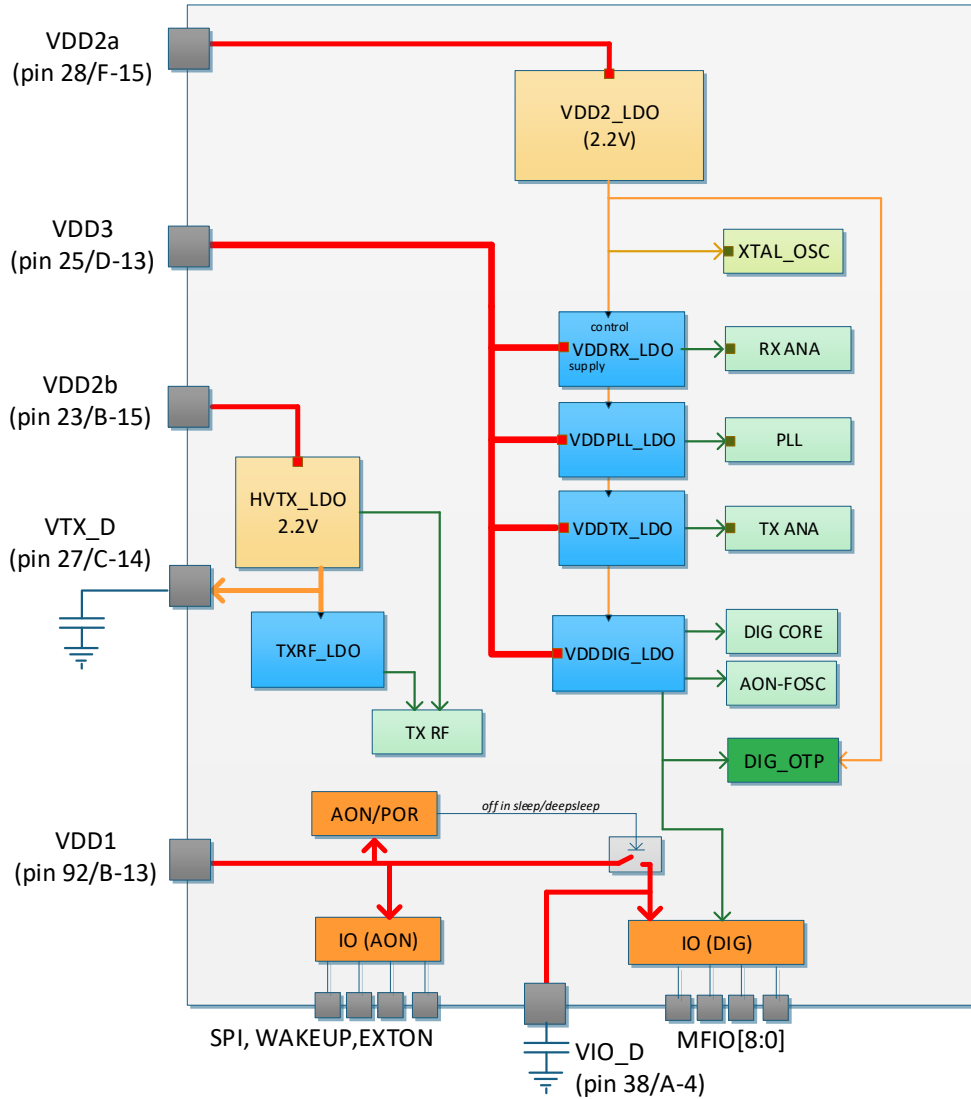 VDD2a
(pin 28/F-15)
VDD2_LDO
(2.2V)
VDD3
(pin 25/D-13)
XTAL_OSC
control
VDDRX_LDO
supply
RX ANA
VDD2b
(pin 23/B-15)
VDDPLL_LDO
PLL
HVTX_LDO
2.2V
VDDTX_LDO
TX ANA
VTX_D
(pin 27/C-14)
TXRF_LDO
VDDDIG_LDO
DIG CORE
AON-FOSC
TX RF
DIG_OTP
AON/POR
off in sleep/deepsleep
VDD1
(pin 92/B-13)
IO (AON)
IO (DIG)
SPI, WAKEUP,EXTON
VIO_D
(pin 38/A-4)
MFIO[8:0]